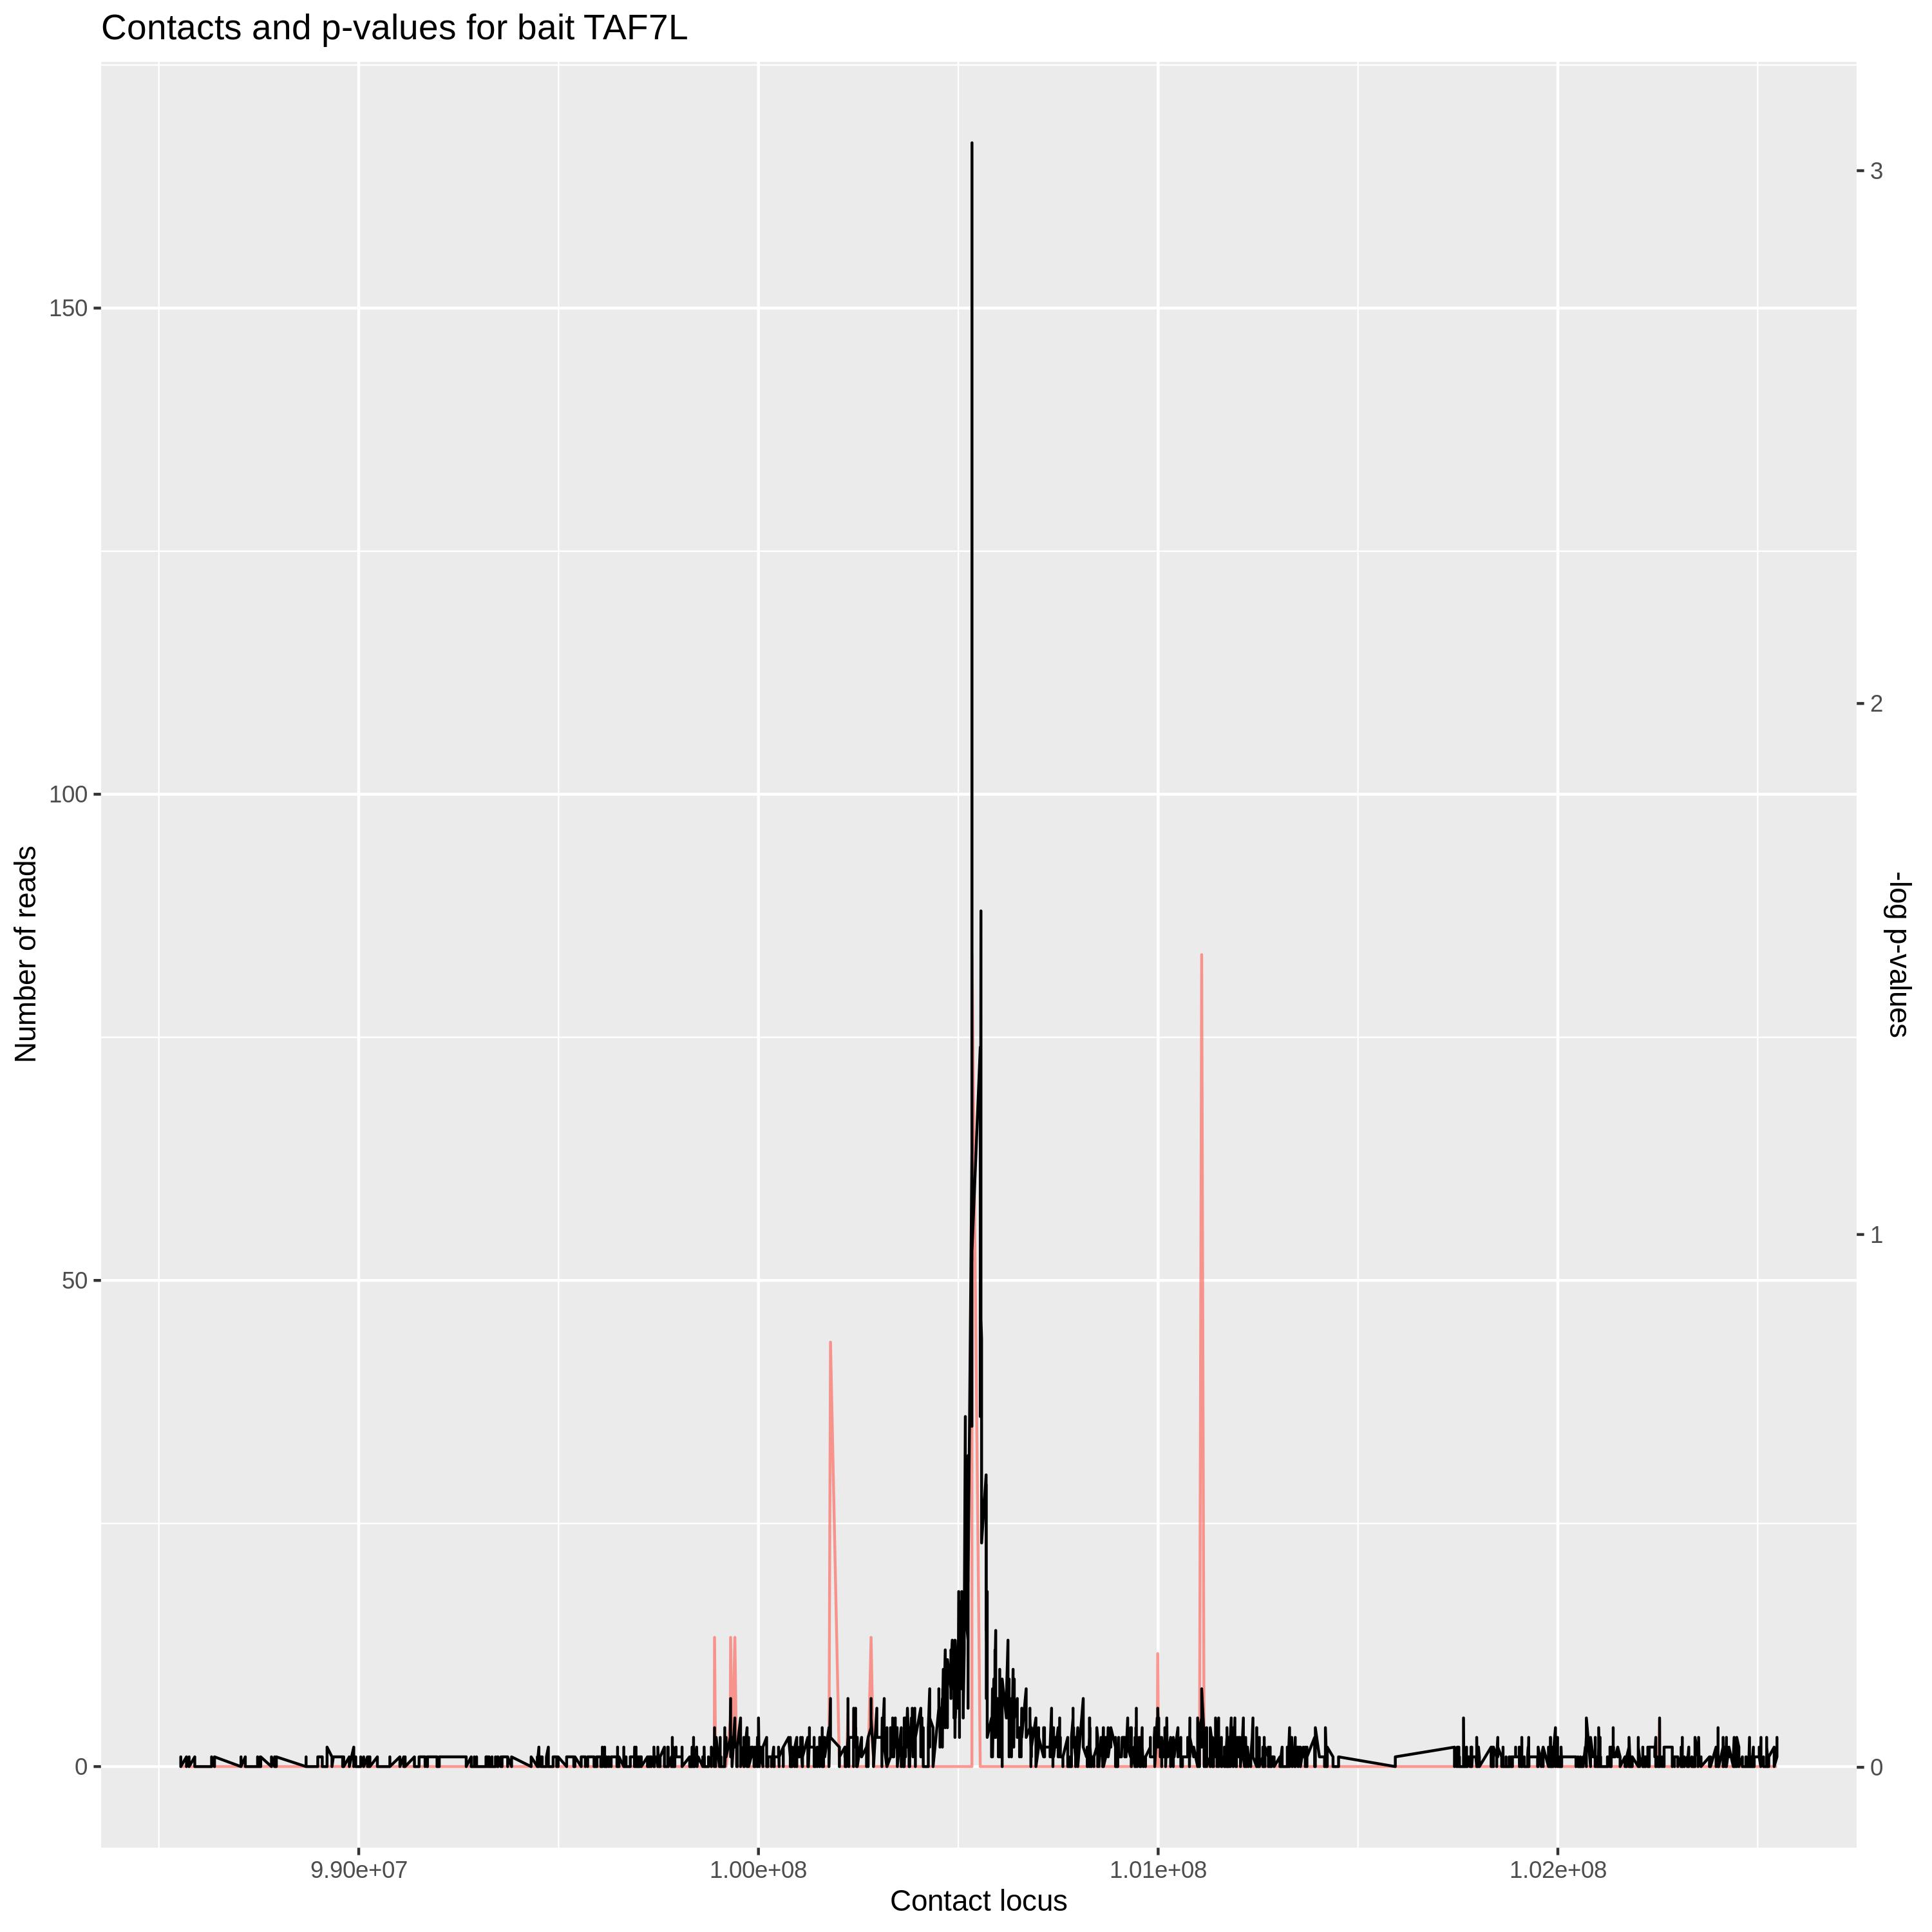 Contacts and p-values for bait TAF7L
150
100
50
0
3
2
1
0
Number of reads
-log p-values
9.90e+07
1.00e+08
1.01e+08
1.02e+08
Contact locus